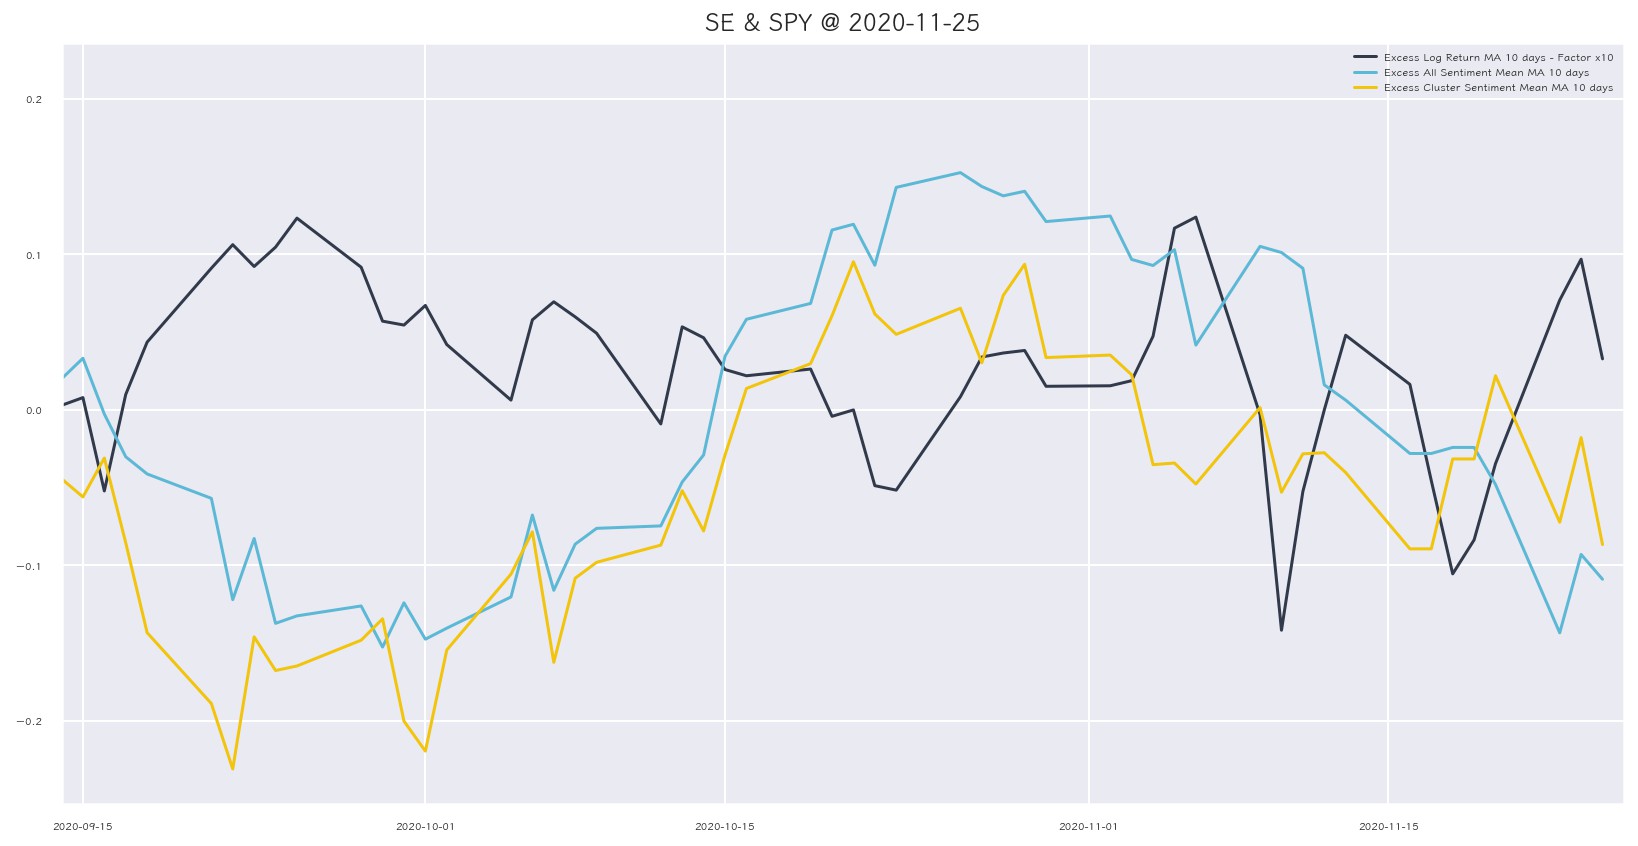 SE & SPY @ 2020-11-25
Excess Log Return MA 10 days - Factor x10
Excess All Sentiment Mean MA 10 days
Excess Cluster Sentiment Mean MA 10 days
0.2
0.1
0.0
−0.1
−0.2
2020-09-15 2020-10-01 2020-10-15 2020-11-01 2020-11-15